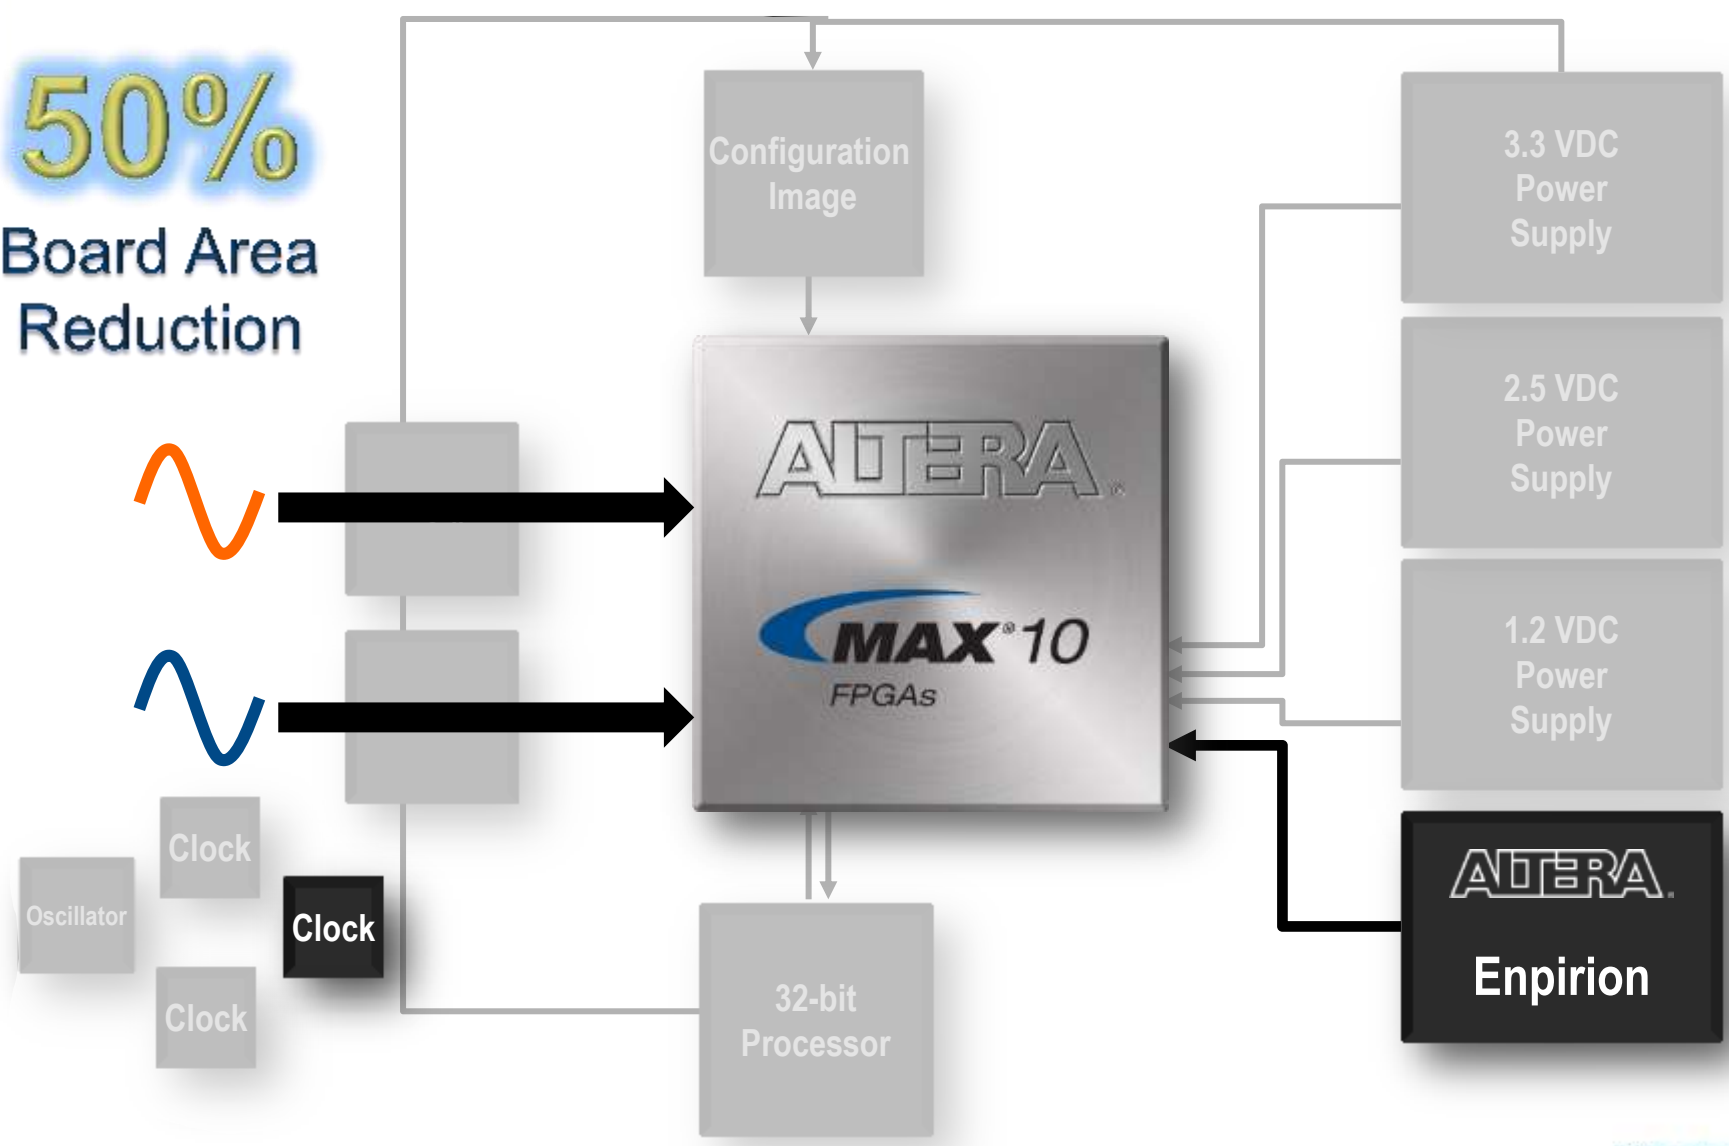 50%
Board Area
Reduction
Configuration
Image
3.3 VDC
Power
Supply
2.5 VDC
Power
Supply
1.2 VDC
Power
Supply
ALTERA®
MAX® 10
FPGAs
Clock
Oscillator
Clock
Clock
32-bit
Processor
ALTERA®
Enpirion